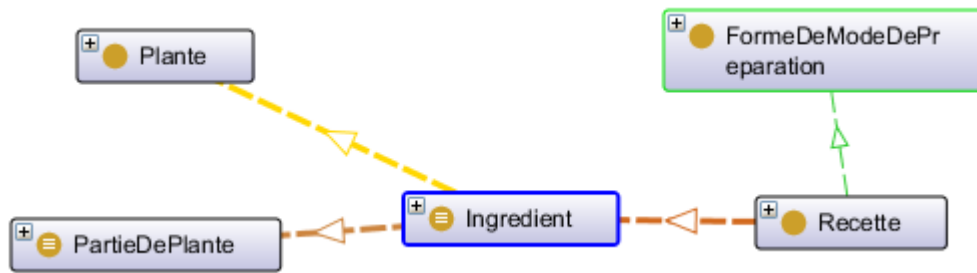 Plante
FormeDeModeDePr
eparation
Ingredient
Recette
PartieDePlante